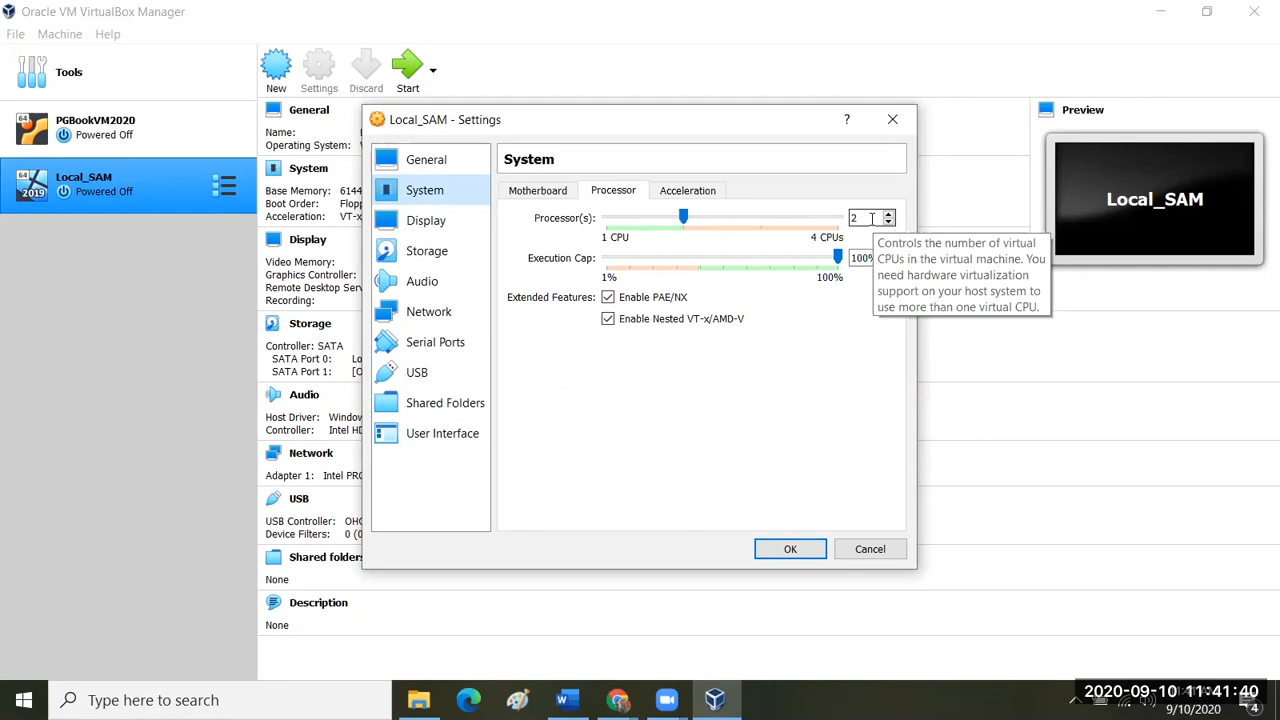 Oracle VM VirtualBox Manager
File Machine Help
Tools
New
Settings
Discard
Start
64
PGBookVM2020
Powered Off
64
2019
Local_SAM
Powered Off
General
Name:
Operating System:
System
Base Memory: 6144
Boot Order: Flopp
Acceleration: VT-x
Display
Video Memory:
Graphics Controller:
Remote Desktop Serv
Recording:
Storage
Controller: SATA
SATA Port 0: Lo
SATA Port 1: [O
Audio
Host Driver: Window
Controller: Intel HD
Network
Adapter 1: Intel PRO
USB
USB Controller: OHC
Device Filters: 0 (0
Shared folders
None
Description
None
Preview
Local_SAM
Local_SAM - Settings
?
General
System
Display
Storage
Audio
Network
Serial Ports
USB
Shared Folders
User Interface
System
Motherboard Processor Acceleration
Processor(s):
2
1 CPU 4 CPUs
Execution Cap:
100%
1% 100%
Extended Features:
Enable PAE/NX
Enable Nested VT-x/AMD-V
Controls the number of virtual
CPUs in the virtual machine. You
need hardware virtualization
support on your host system to
use more than one virtual CPU.
OK Cancel
Type here to search
2020-09-10 11:41:40
9/10/2020
4